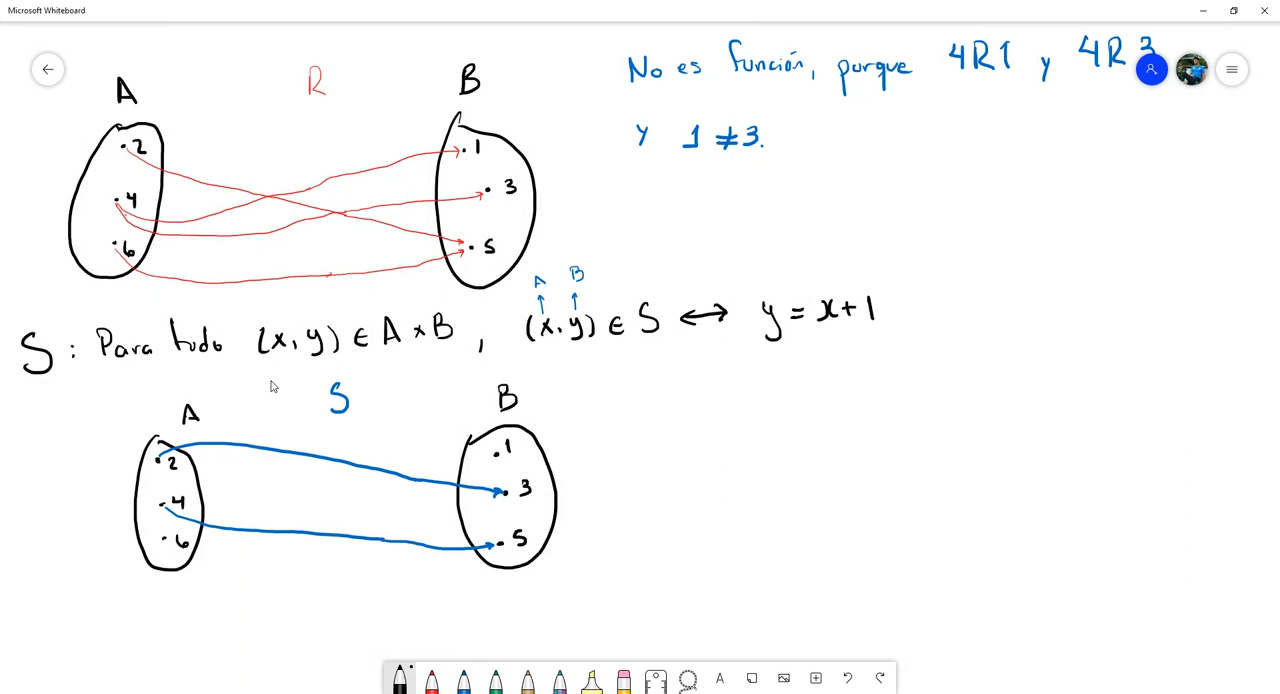 Microsoft Whiteboard
No es función, porque 4R1 y 4R3
y 1 ≠ 3.
A R B
2 1
4 3
6 5
A B
S : Para todo (x, y) ∈ A × B , (x, y) ∈ S ↔ y = x + 1
A S B
2 1
4 3
6 5
A